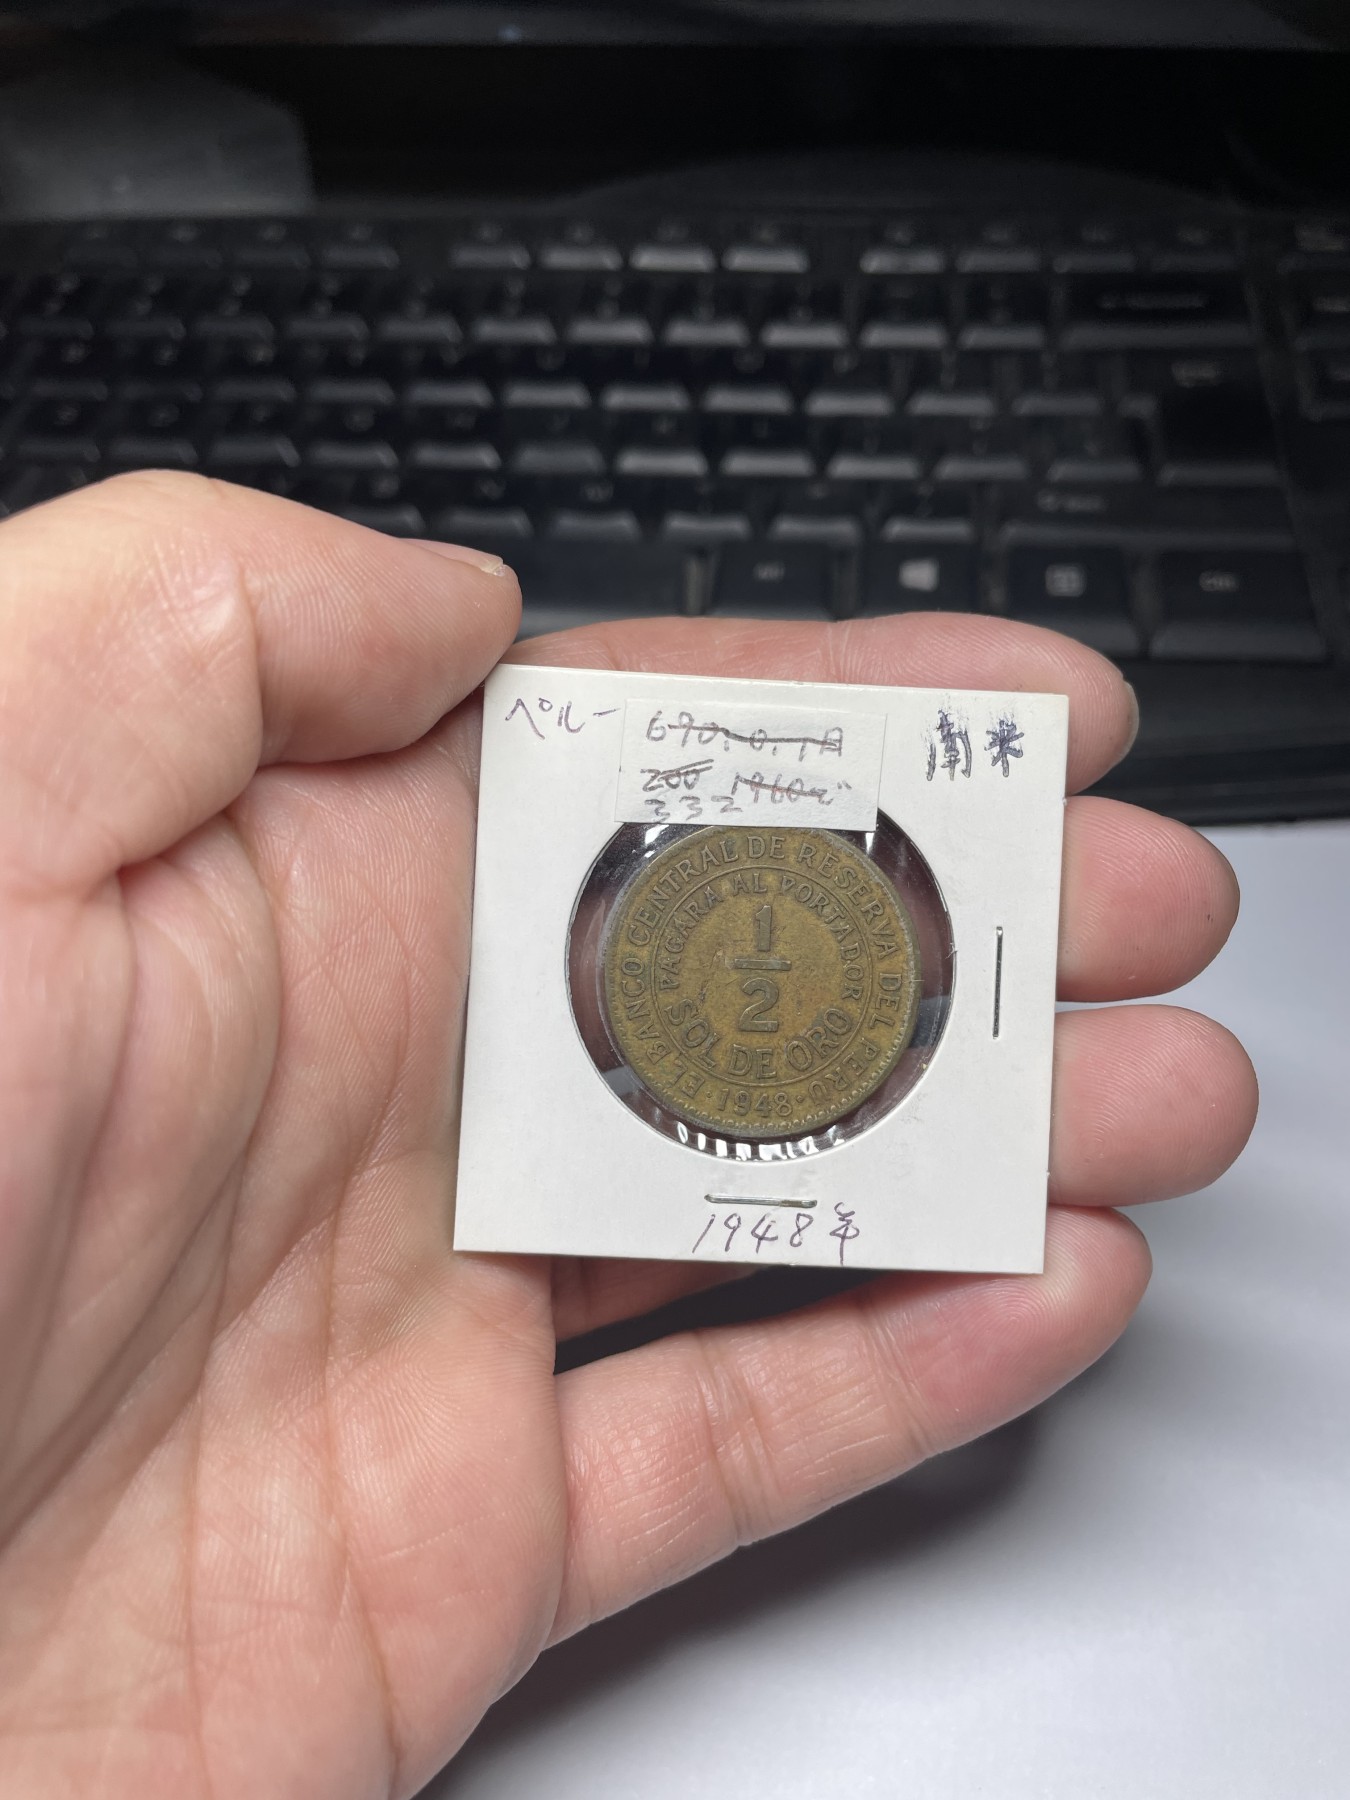 ペルー
南米
332
EL BANCO CENTRAL DE RESERVA DEL PERU
PAGARA AL PORTADOR
1
2
SOL DE ORO
·1948·
1948年